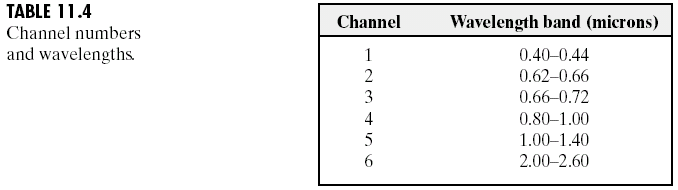 TABLE 11.4
Channel numbers
and wavelengths.
Channel Wavelength band (microns)
1 0.40–0.44
2 0.62–0.66
3 0.66–0.72
4 0.80–1.00
5 1.00–1.40
6 2.00–2.60